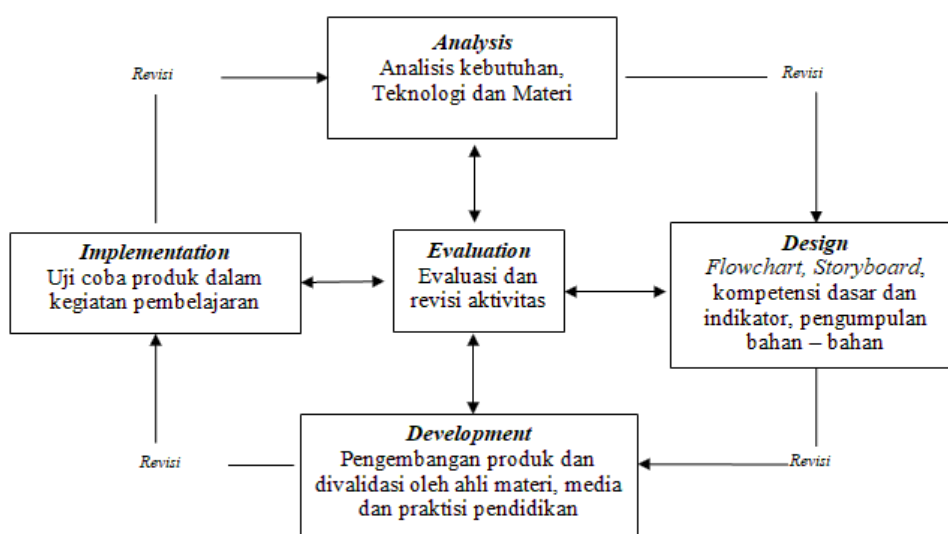 Analysis
Analisis kebutuhan,
Teknologi dan Materi
Revisi
Revisi
Implementation
Uji coba produk dalam
kegiatan pembelajaran
Evaluation
Evaluasi dan
revisi aktivitas
Design
Flowchart, Storyboard,
kompetensi dasar dan
indikator, pengumpulan
bahan – bahan
Development
Pengembangan produk dan
divalidasi oleh ahli materi, media
dan praktisi pendidikan
Revisi
Revisi